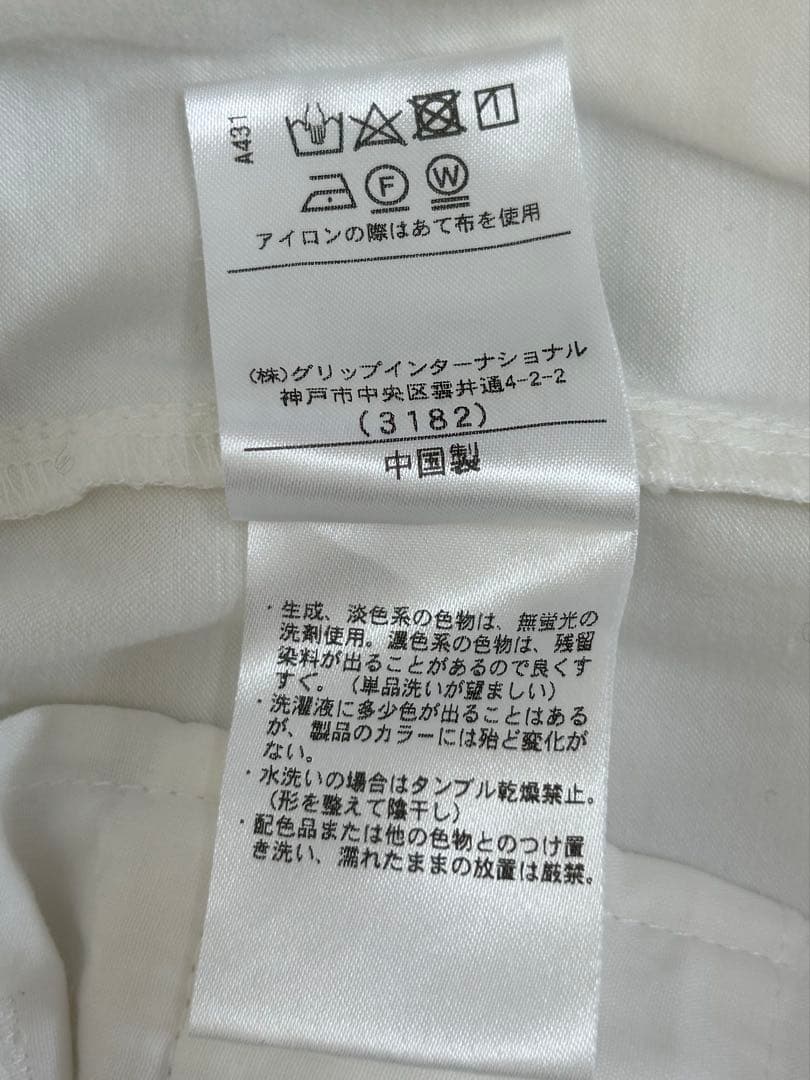 A431
F W
アイロンの際はあて布を使用
(株)グリップインターナショナル
神戸市中央区雲井通4-2-2
(3182)
中国製
・生成、淡色系の色物は、無蛍光の
洗剤使用。濃色系の色物は、残留
染料が出ることがあるので良くす
すぐ。(単品洗いが望ましい)
・洗濯液に多少色が出ることはある
が、製品のカラーには殆ど変化が
ない。
・水洗いの場合はタンブル乾燥禁止。
(形を整えて陰干し)
・配色品または他の色物とのつけ置
き洗い、濡れたままの放置は厳禁。